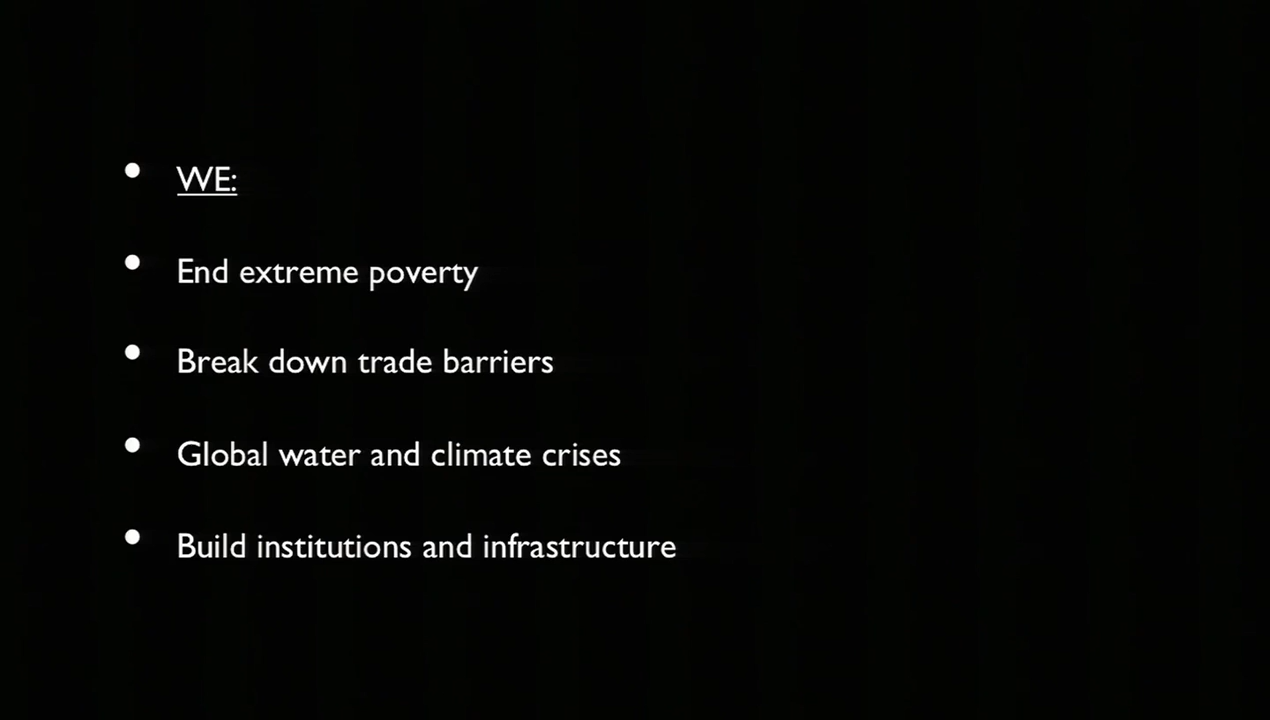 • WE:
• End extreme poverty
• Break down trade barriers
• Global water and climate crises
• Build institutions and infrastructure